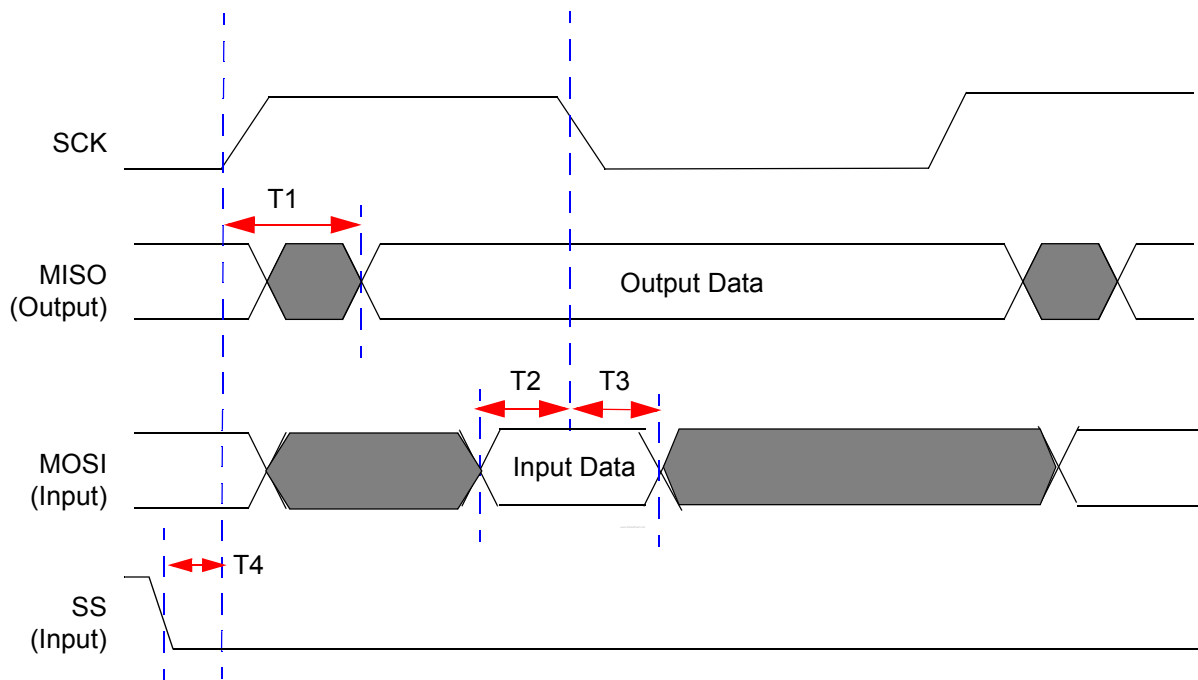 SCK
T1
MISO
(Output)
Output Data
T2
T3
MOSI
(Input)
Input Data
T4
SS
(Input)